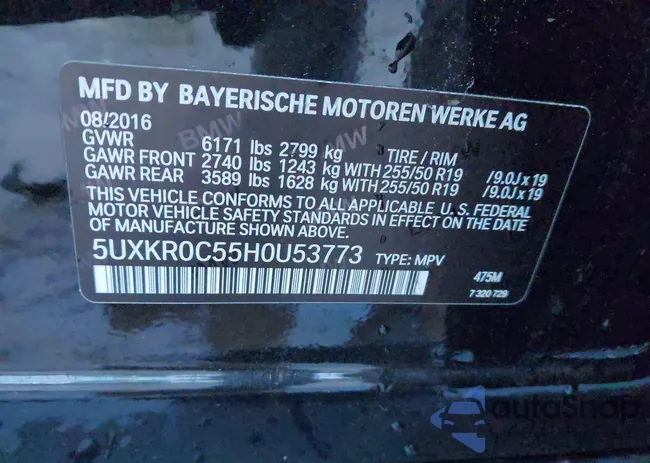 MFD BY BAYERISCHE MOTOREN WERKE AG
08/2016
GVWR 6171 lbs 2799 kg TIRE / RIM
GAWR FRONT 2740 lbs 1243 kg WITH 255/50 R19 /9.0J x 19
GAWR REAR 3589 lbs 1628 kg WITH 255/50 R19 /9.0J x 19
THIS VEHICLE CONFORMS TO ALL APPLICABLE U.S. FEDERAL
MOTOR VEHICLE SAFETY STANDARDS IN EFFECT ON THE DATE
OF MANUFACTURE SHOWN ABOVE.
5UXKR0C55H0U53773 TYPE: MPV
475M
7 320 729
autoSnap